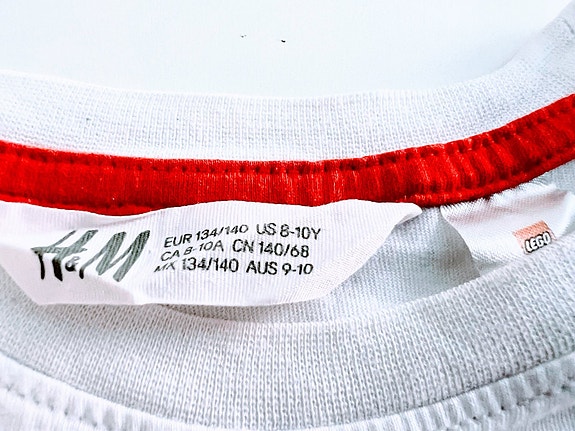 H&M
EUR 134/140 US 8-10Y
CA 8-10A CN 140/68
MX 134/140 AUS 9-10
LEGO